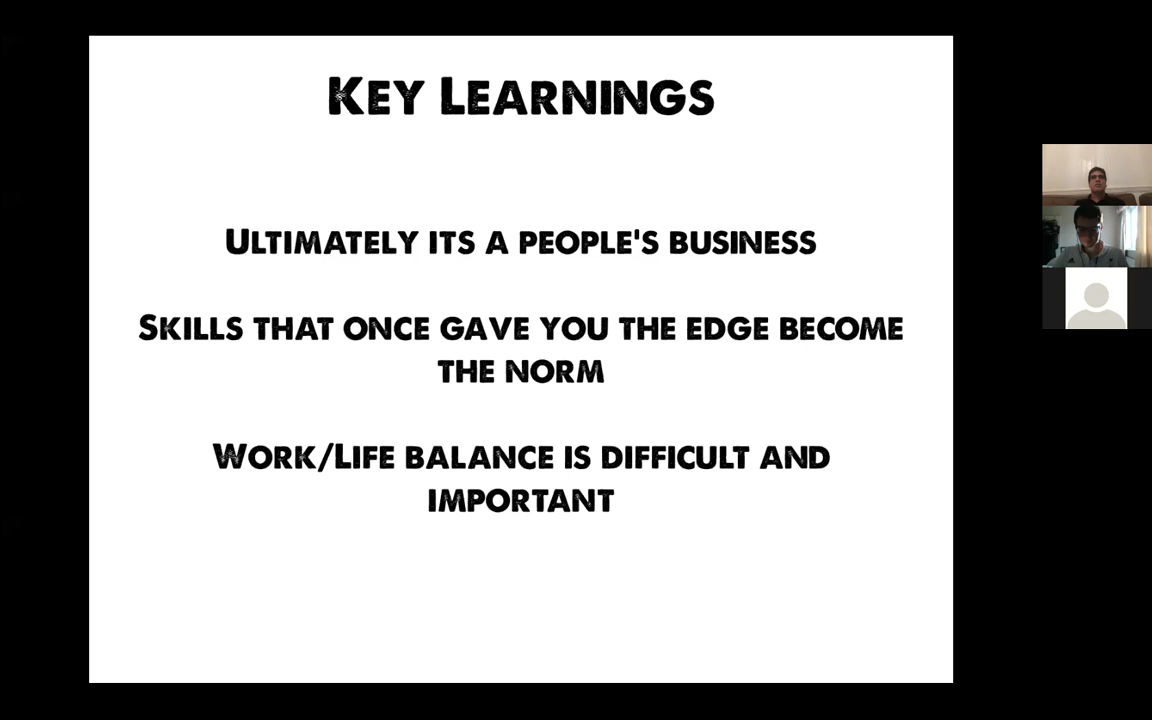 Key Learnings
Ultimately its a people's business
Skills that once gave you the edge become
the norm
Work/Life balance is difficult and
important